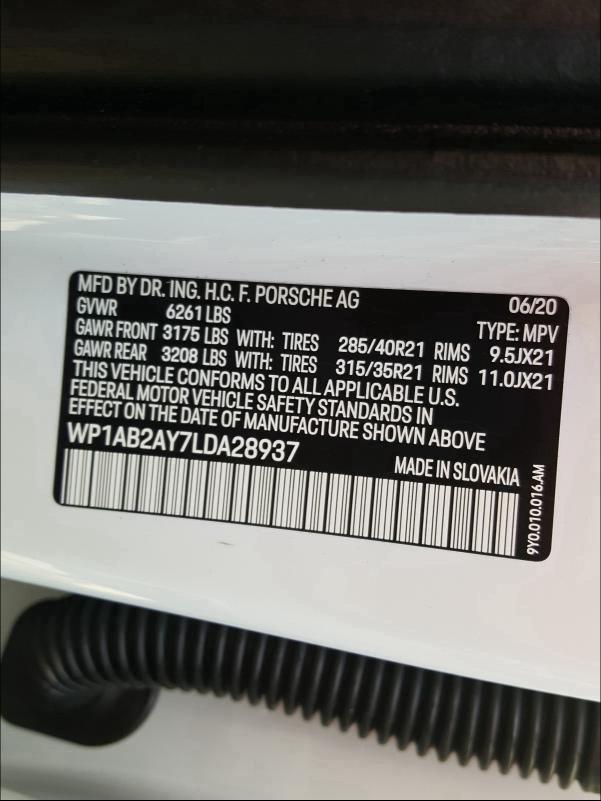 MFD BY DR. ING. H.C. F. PORSCHE AG 06/20
GVWR 6261 LBS TYPE: MPV
GAWR FRONT 3175 LBS WITH: TIRES 285/40R21 RIMS 9.5JX21
GAWR REAR 3208 LBS WITH: TIRES 315/35R21 RIMS 11.0JX21
THIS VEHICLE CONFORMS TO ALL APPLICABLE U.S.
FEDERAL MOTOR VEHICLE SAFETY STANDARDS IN
EFFECT ON THE DATE OF MANUFACTURE SHOWN ABOVE
WP1AB2AY7LDA28937 MADE IN SLOVAKIA
9Y0.010.016.AM